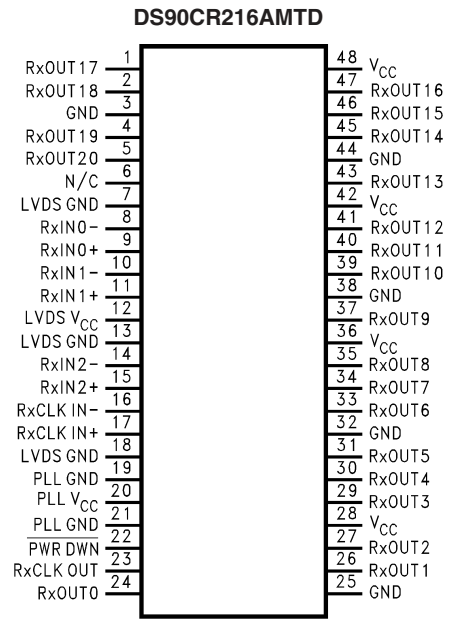 DS90CR216AMTD
RxOUT17 1
RxOUT18 2
GND 3
RxOUT19 4
RxOUT20 5
N/C 6
LVDS GND 7
RxIN0- 8
RxIN0+ 9
RxIN1- 10
RxIN1+ 11
LVDS VCC 12
LVDS GND 13
RxIN2- 14
RxIN2+ 15
RxCLK IN- 16
RxCLK IN+ 17
LVDS GND 18
PLL GND 19
PLL VCC 20
PLL GND 21
PWR DWN 22
RxCLK OUT 23
RxOUT0 24
48 VCC
47 RxOUT16
46 RxOUT15
45 RxOUT14
44 GND
43 RxOUT13
42 VCC
41 RxOUT12
40 RxOUT11
39 RxOUT10
38 GND
37 RxOUT9
36 VCC
35 RxOUT8
34 RxOUT7
33 RxOUT6
32 GND
31 RxOUT5
30 RxOUT4
29 RxOUT3
28 VCC
27 RxOUT2
26 RxOUT1
25 GND